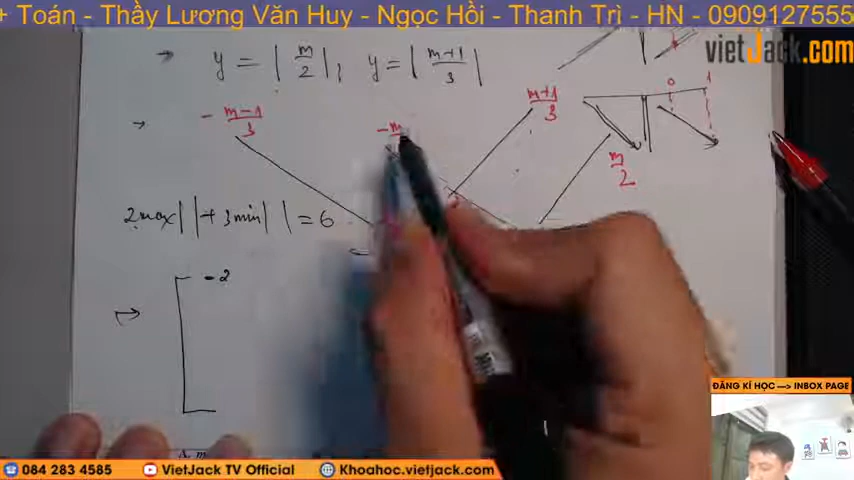 + Toán - Thầy Lương Văn Huy - Ngọc Hồi - Thanh Trì - HN - 0909127555
vietJack.com
→ y = | m/2 | ; y = | m+1/3 |
→ - m-1/3
- m
m+1/3
0 1
m/2
2max| | + 3min| | = 6
-2
ĐĂNG KÍ HỌC --> INBOX PAGE
084 283 4585 VietJack TV Official Khoahoc.vietjack.com